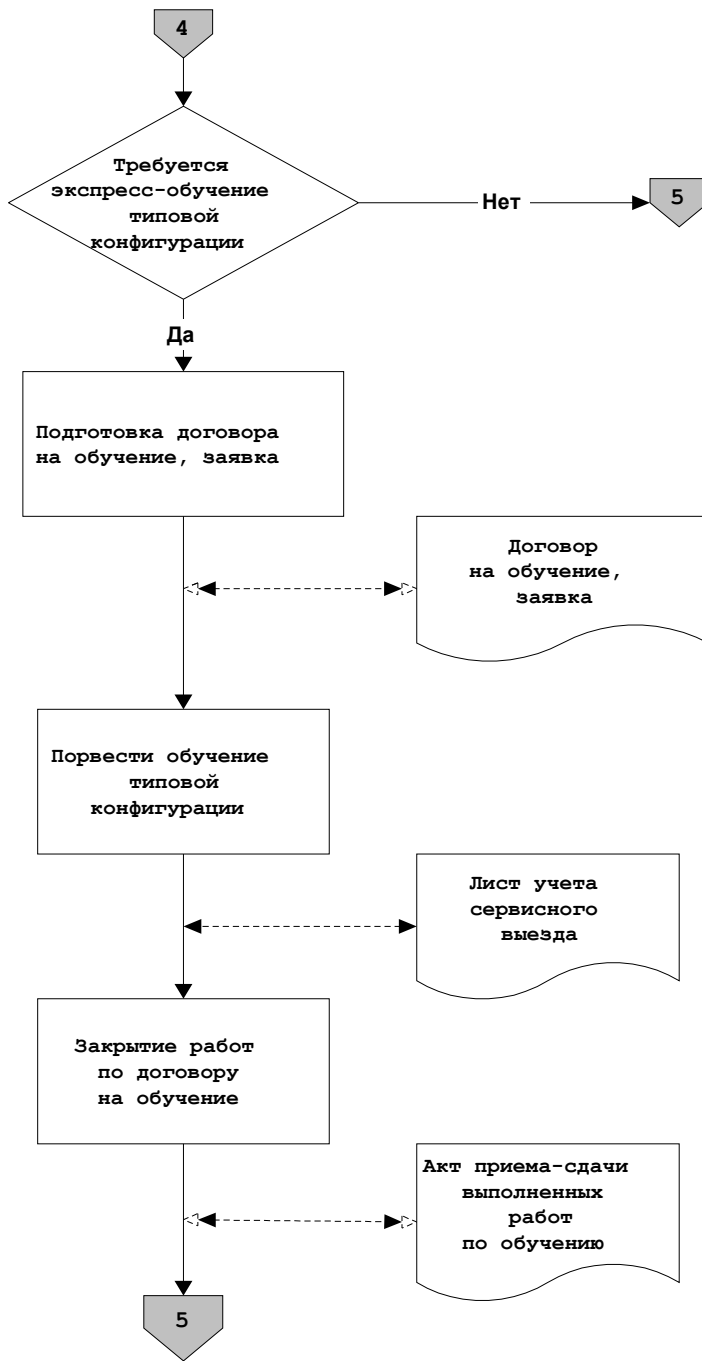 4
Требуется
экспресс-обучение
типовой
конфигурации
Нет
5
Да
Подготовка договора
на обучение, заявка
Договор
на обучение,
заявка
Порвести обучение
типовой
конфигурации
Лист учета
сервисного
выезда
Закрытие работ
по договору
на обучение
Акт приема-сдачи
выполненных
работ
по обучению
5